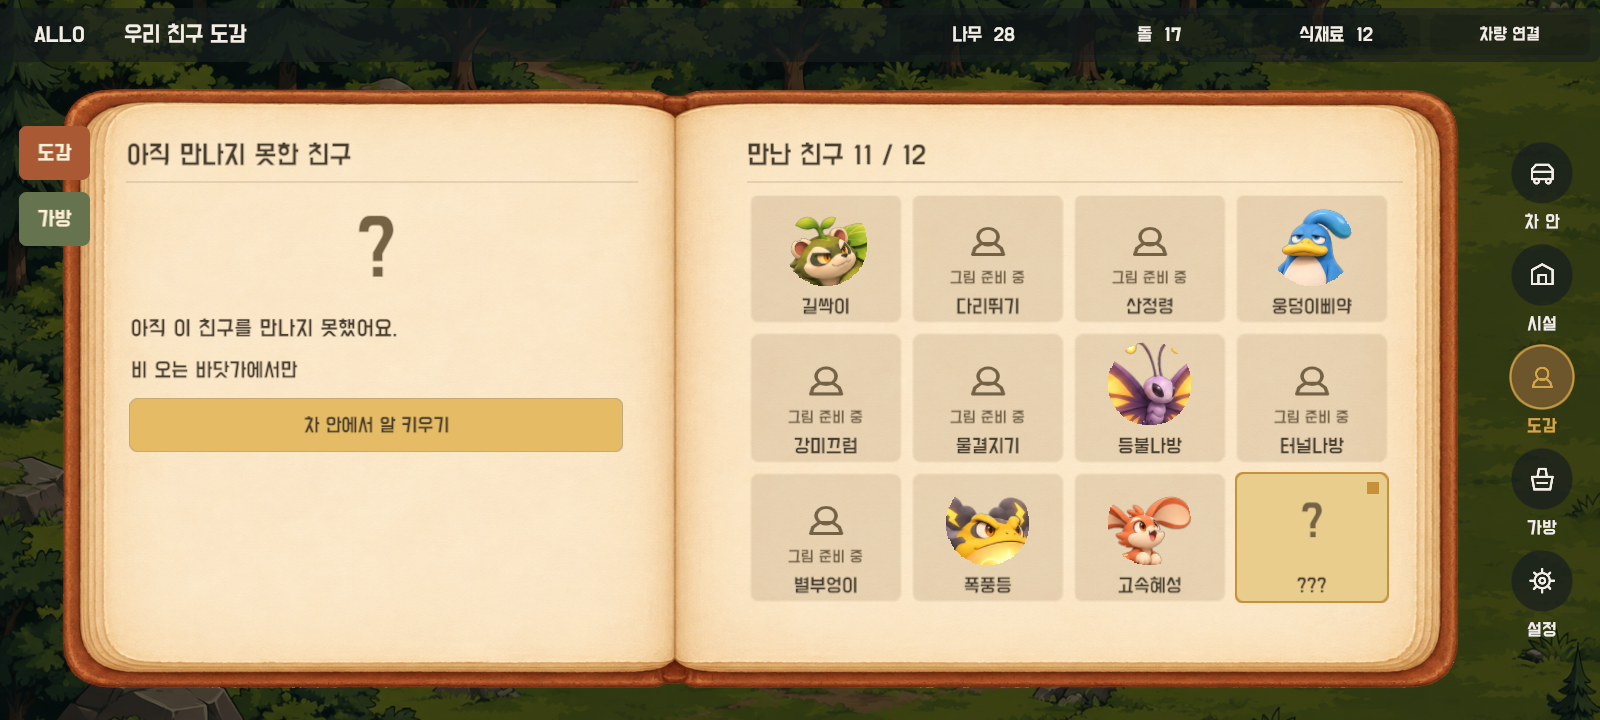 ALLO 우리 친구 도감 나무 28 돌 17 식재료 12 차량 연결
도감
가방
아직 만나지 못한 친구
?
아직 이 친구를 만나지 못했어요.
비 오는 바닷가에서만
차 안에서 알 키우기
만난 친구 11 / 12
길싹이
그림 준비 중
다리뛰기
그림 준비 중
산정령
웅덩이삐약
그림 준비 중
강미끄럼
그림 준비 중
물결지기
등불나방
그림 준비 중
터널나방
그림 준비 중
별부엉이
폭풍등
고속혜성
?
???
차 안
시설
도감
가방
설정